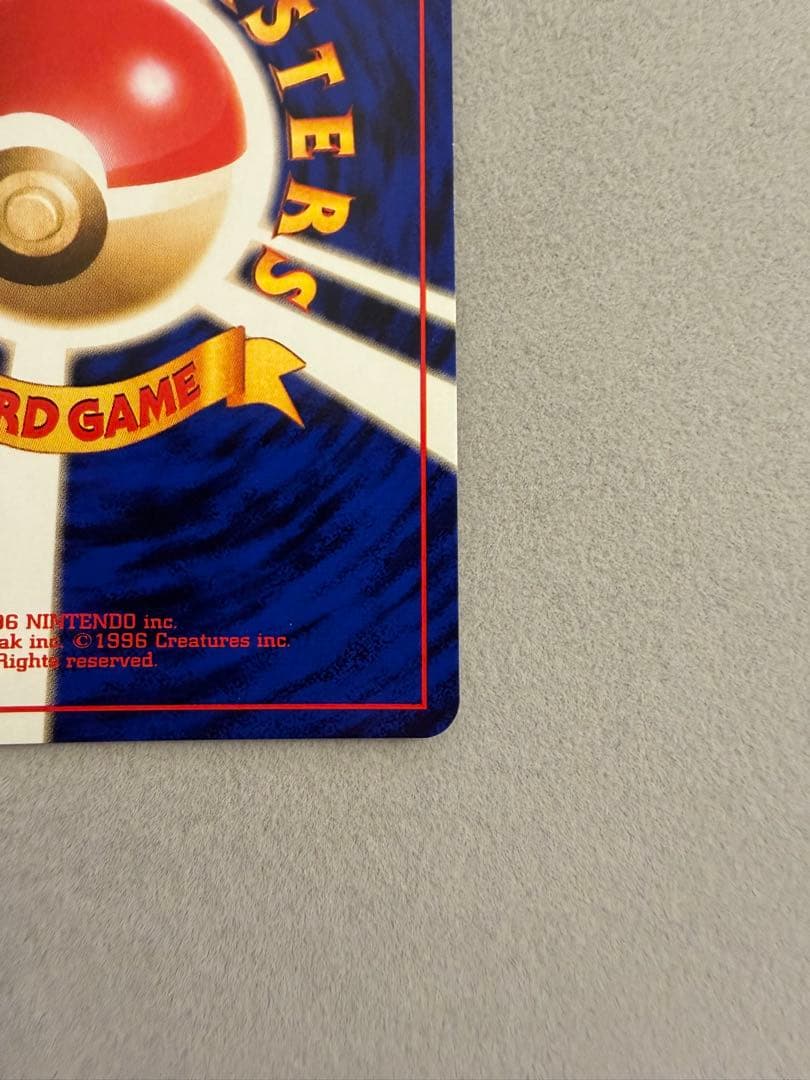 STERS
RD GAME
96 NINTENDO inc.
ak inc. ©1996 Creatures inc.
Rights reserved.